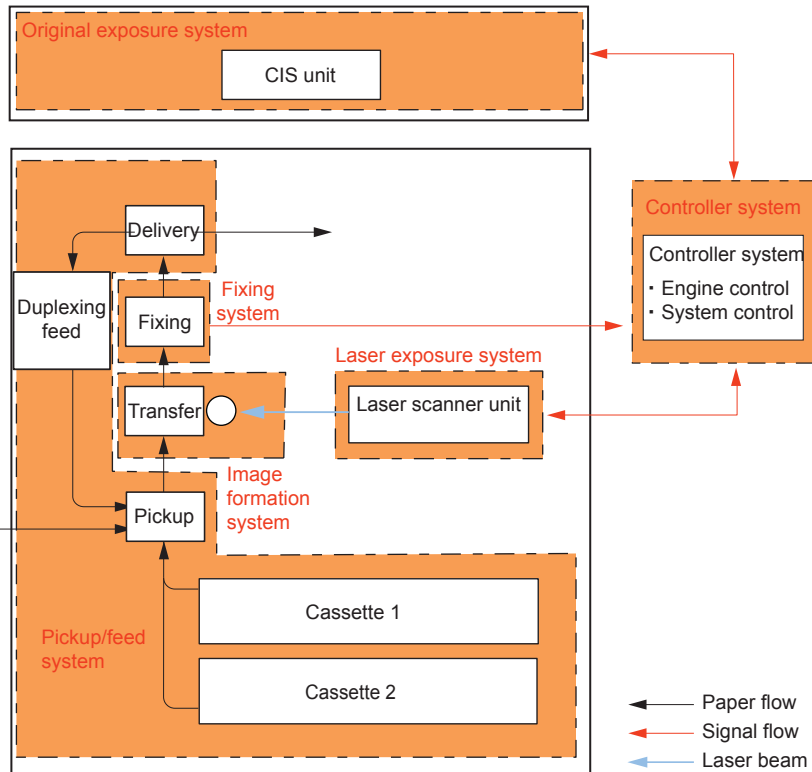 Original exposure system
CIS unit
Controller system
Controller system
・ Engine control
・ System control
Delivery
Duplexing
feed
Fixing
system
Fixing
Laser exposure system
Transfer
Laser scanner unit
Image
formation
system
Pickup
Cassette 1
Pickup/feed
system
Cassette 2
Paper flow
Signal flow
Laser beam